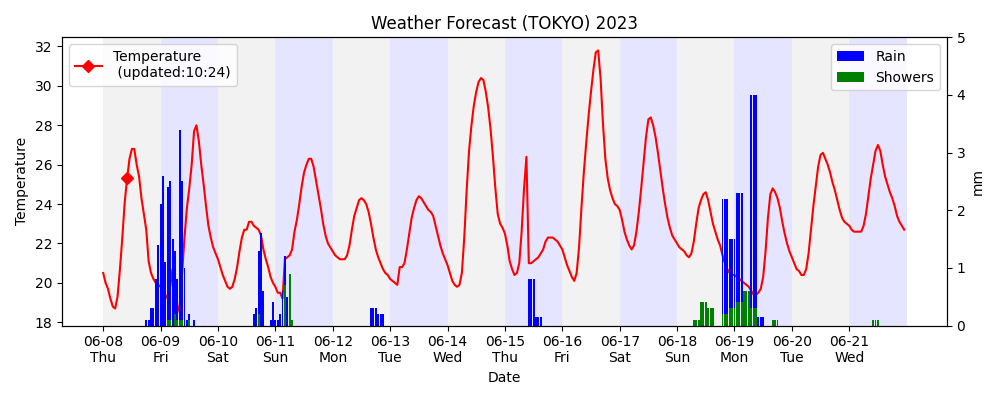 Weather Forecast (TOKYO) 2023
Temperature
(updated:10:24)
Rain
Showers
32
30
28
26
24
22
20
18
Temperature
5
4
3
2
1
0
mm
06-08 06-09 06-10 06-11 06-12 06-13 06-14 06-15 06-16 06-17 06-18 06-19 06-20 06-21
Thu Fri Sat Sun Mon Tue Wed Thu Fri Sat Sun Mon Tue Wed
Date